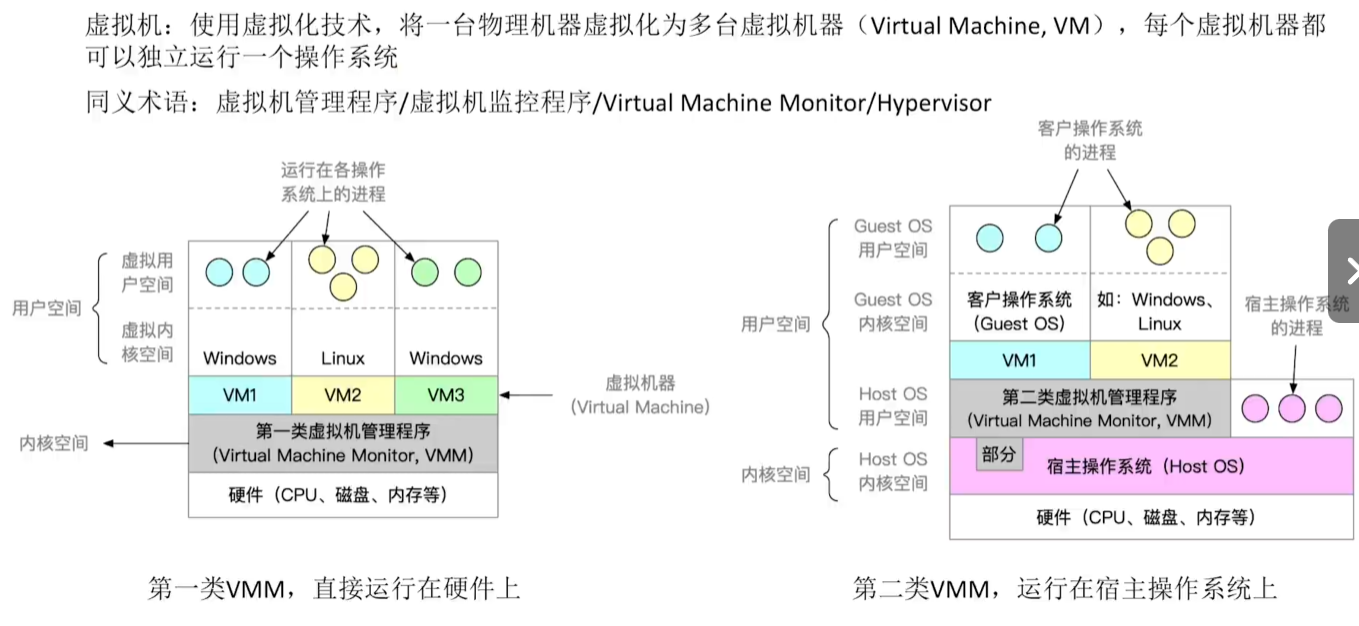 虚拟机：使用虚拟化技术，将一台物理机器虚拟化为多台虚拟机器（Virtual Machine, VM），每个虚拟机器都
可以独立运行一个操作系统
同义术语：虚拟机管理程序/虚拟机监控程序/Virtual Machine Monitor/Hypervisor
运行在各操作
系统上的进程
用户空间
虚拟用
户空间
虚拟内
核空间
Windows
Linux
Windows
VM1
VM2
VM3
虚拟机器
（Virtual Machine）
内核空间
第一类虚拟机管理程序
（Virtual Machine Monitor, VMM）
硬件（CPU、磁盘、内存等）
第一类VMM，直接运行在硬件上
客户操作系统
的进程
用户空间
Guest OS
用户空间
Guest OS
内核空间
客户操作系统
（Guest OS）
如：Windows、
Linux
宿主操作系统
的进程
VM1
VM2
Host OS
用户空间
第二类虚拟机管理程序
（Virtual Machine Monitor, VMM）
内核空间
Host OS
内核空间
部分
宿主操作系统（Host OS）
硬件（CPU、磁盘、内存等）
第二类VMM，运行在宿主操作系统上